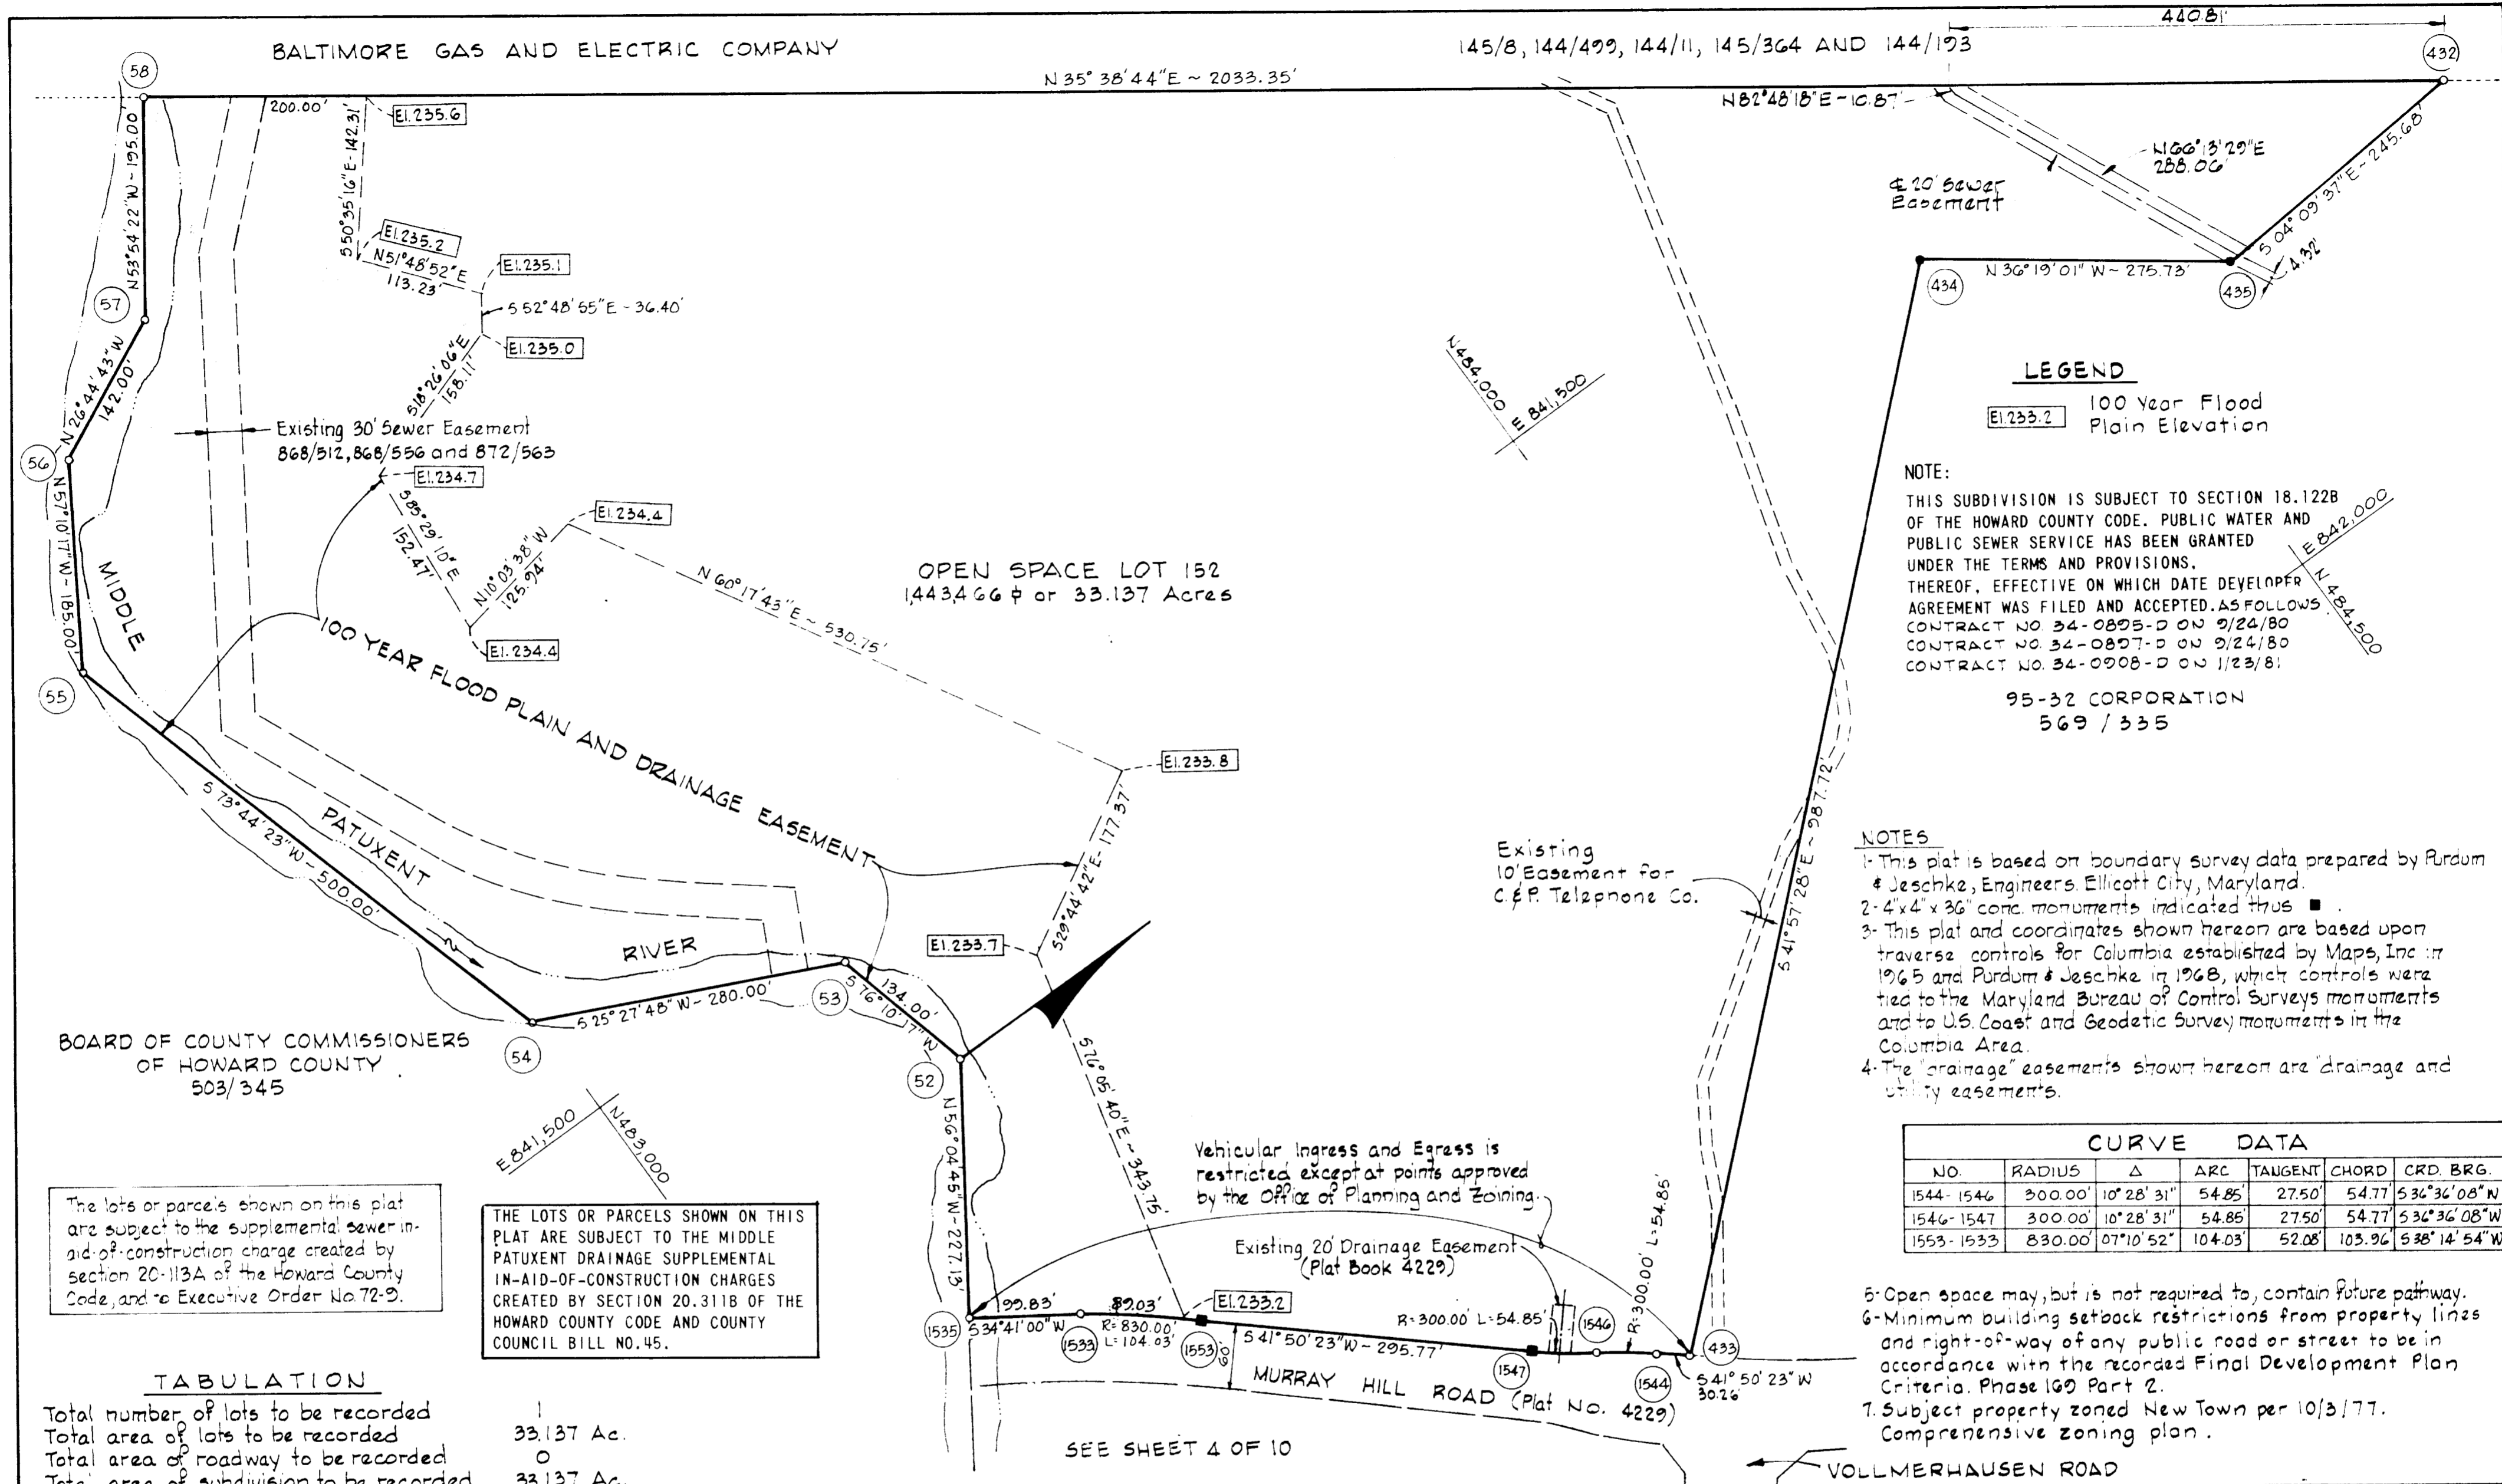 440.81'
BALTIMORE GAS AND ELECTRIC COMPANY
145/8, 144/499, 144/11, 145/364 AND 144/193
58
432
N 35° 38' 44" E ~ 2033.35'
200.00'
El. 235.6
N82°48'18"E ~ 10.87'
N53°54'22"W ~ 195.00'
S50°35'16"E - 142.31'
N66°13'29"E
288.06'
S 04° 09' 37" E ~ 245.68'
℄ 20' Sewer
Easement
4.32'
El. 235.2
N51°48'52"E
113.23'
El. 235.1
S 52° 48' 55" E - 36.40'
El. 235.0
S18°26'06"E
158.11'
57
434
N 36° 19' 01" W ~ 275.73'
435
N 26° 44' 43" W
142.00'
56
Existing 30' Sewer Easement
868/512, 868/556 and 872/563
El. 234.7
S85°29'10"E
152.47'
El. 234.4
N10°03'38"W
125.94'
El. 234.4
N 60° 17' 43" E ~ 530.75'
N 484,000
E 841,500
LEGEND
El. 233.2
100 Year Flood
Plain Elevation
NOTE:
THIS SUBDIVISION IS SUBJECT TO SECTION 18.122B
OF THE HOWARD COUNTY CODE. PUBLIC WATER AND
PUBLIC SEWER SERVICE HAS BEEN GRANTED
UNDER THE TERMS AND PROVISIONS,
THEREOF, EFFECTIVE ON WHICH DATE DEVELOPER
AGREEMENT WAS FILED AND ACCEPTED. AS FOLLOWS
CONTRACT NO. 34-0895-D ON 9/24/80
CONTRACT NO. 34-0897-D ON 9/24/80
CONTRACT NO. 34-0908-D ON 1/23/81
E 842,000
N 484,500
95-32 CORPORATION
569 / 335
OPEN SPACE LOT 152
1,443,466 ϕ or 33.137 Acres
N57°10'17"W ~ 185.00'
55
MIDDLE
PATUXENT
RIVER
100 YEAR FLOOD PLAIN AND DRAINAGE EASEMENT
El. 233.8
S29°44'42"E - 177.37'
El. 233.7
S 73° 44' 23" W ~ 500.00'
54
S 25° 27' 48" W ~ 280.00'
53
134.00'
S 76° 10' 17" W
52
Existing
10' Easement for
C. & P. Telephone Co.
S 41° 57' 28" E ~ 987.72'
BOARD OF COUNTY COMMISSIONERS
OF HOWARD COUNTY
503/345
E 841,500
N483,000
N56°04'45"W - 227.13'
S76°05'40"E ~ 343.75'
Vehicular Ingress and Egress is
restricted except at points approved
by the Office of Planning and Zoining.
Existing 20' Drainage Easement
(Plat Book 4229)
NOTES
1- This plat is based on boundary survey data prepared by Purdum
& Jeschke, Engineers. Ellicott City, Maryland.
2- 4"x4"x 36" conc. monuments indicated thus ■ .
3- This plat and coordinates shown hereon are based upon
traverse controls for Columbia established by Maps, Inc in
1965 and Purdum & Jeschke in 1968, which controls were
tied to the Maryland Bureau of Control Surveys monuments
and to U.S. Coast and Geodetic Survey monuments in the
Columbia Area.
4- The "drainage" easements shown hereon are "drainage and
utility easements.
CURVE DATA
NO. RADIUS Δ ARC TANGENT CHORD CRD. BRG.
1544-1546 300.00' 10° 28' 31" 54.85' 27.50' 54.77' S 36° 36' 08" W
1546-1547 300.00' 10° 28' 31" 54.85' 27.50' 54.77' S 36° 36' 08" W
1553-1533 830.00' 07° 10' 52" 104.03' 52.08' 103.96' S 38° 14' 54" W
5- Open space may, but is not required to, contain future pathway.
6- Minimum building setback restrictions from property lines
and right-of-way of any public road or street to be in
accordance with the recorded Final Development Plan
Criteria. Phase 169 Part 2.
7. Subject property zoned New Town per 10/3/77.
Comprehensive zoning plan.
The lots or parcels shown on this plat
are subject to the supplemental sewer in-
aid-of-construction charge created by
section 20-113A of the Howard County
Code, and to Executive Order No. 72-9.
THE LOTS OR PARCELS SHOWN ON THIS
PLAT ARE SUBJECT TO THE MIDDLE
PATUXENT DRAINAGE SUPPLEMENTAL
IN-AID-OF-CONSTRUCTION CHARGES
CREATED BY SECTION 20.311B OF THE
HOWARD COUNTY CODE AND COUNTY
COUNCIL BILL NO. 45.
99.83'
89.03'
El. 233.2
1535
S 34° 41' 00" W
1533
R= 830.00'
L= 104.03'
1553
60'
S 41° 50' 23" W ~ 295.77'
R= 300.00' L= 54.85'
1547
1546
R= 300.00' L= 54.85'
1544
433
S 41° 50' 23" W
30.26'
MURRAY HILL ROAD (Plat No. 4229)
SEE SHEET 4 OF 10
VOLLMERHAUSEN ROAD
TABULATION
Total number of lots to be recorded 1
Total area of lots to be recorded 33.137 Ac.
Total area of roadway to be recorded 0
Total area of subdivision to be recorded 33.137 Ac.